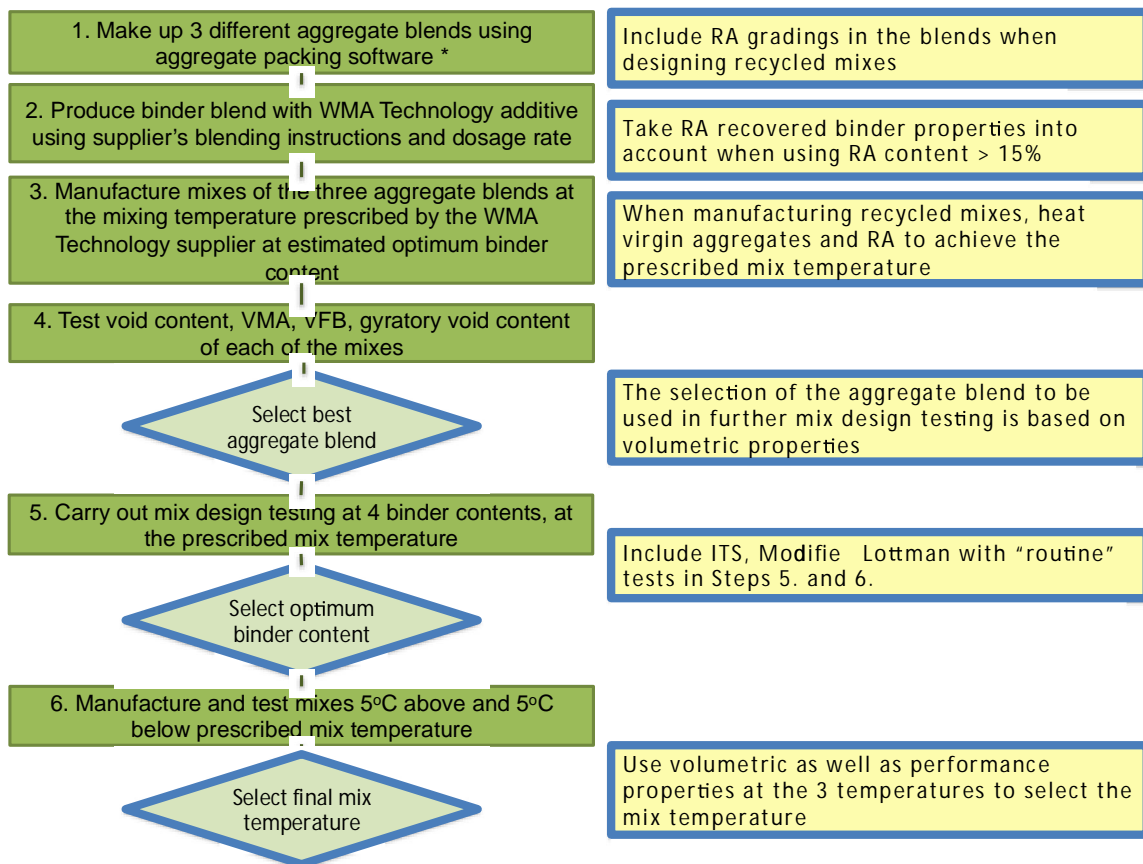 1. Make up 3 different aggregate blends using
aggregate packing software *
Include RA gradings in the blends when
designing recycled mixes
2. Produce binder blend with WMA Technology additive
using supplier's blending instructions and dosage rate
Take RA recovered binder properties into
account when using RA content > 15%
3. Manufacture mixes of the three aggregate blends at
the mixing temperature prescribed by the WMA
Technology supplier at estimated optimum binder
content
When manufacturing recycled mixes, heat
virgin aggregates and RA to achieve the
prescribed mix temperature
4. Test void content, VMA, VFB, gyratory void content
of each of the mixes
Select best
aggregate blend
The selection of the aggregate blend to be
used in further mix design testing is based on
volumetric properties
5. Carry out mix design testing at 4 binder contents, at
the prescribed mix temperature
Include ITS, Modifie Lottman with “routine”
tests in Steps 5. and 6.
Select optimum
binder content
6. Manufacture and test mixes 5ºC above and 5ºC
below prescribed mix temperature
Select final mix
temperature
Use volumetric as well as performance
properties at the 3 temperatures to select the
mix temperature